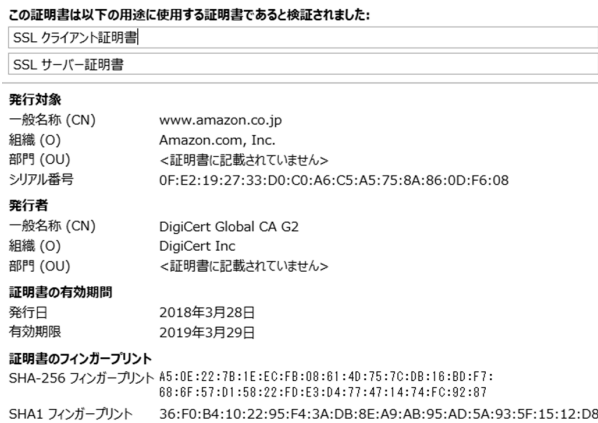 この証明書は以下の用途に使用する証明書であると検証されました:
SSL クライアント証明書
SSL サーバー証明書
発行対象
一般名称 (CN) www.amazon.co.jp
組織 (O) Amazon.com, Inc.
部門 (OU) <証明書に記載されていません>
シリアル番号 0F:E2:19:27:33:D0:C0:A6:C5:A5:75:8A:86:0D:F6:08
発行者
一般名称 (CN) DigiCert Global CA G2
組織 (O) DigiCert Inc
部門 (OU) <証明書に記載されていません>
証明書の有効期間
発行日 2018年3月28日
有効期限 2019年3月29日
証明書のフィンガープリント
SHA-256 フィンガープリント A5:0E:22:7B:1E:EC:FB:08:61:4D:75:7C:DB:16:BD:F7:
68:6F:57:D1:58:22:FD:E3:D4:77:47:14:74:FC:92:87
SHA1 フィンガープリント 36:F0:B4:10:22:95:F4:3A:DB:8E:A9:AB:95:AD:5A:93:5F:15:12:D8